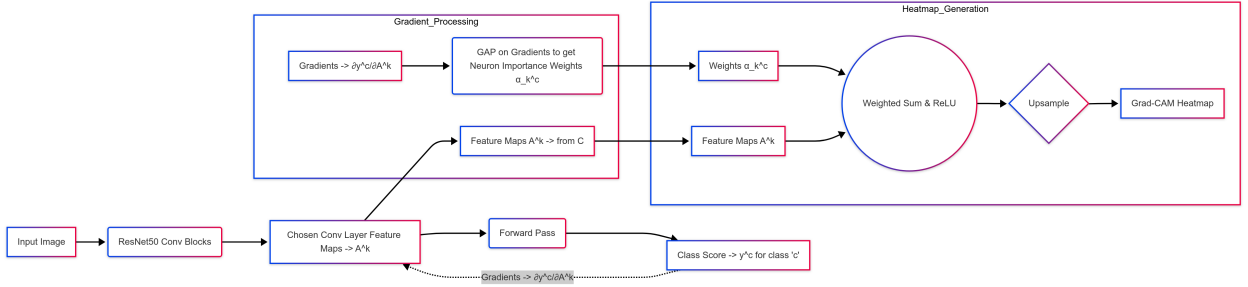 Gradient_Processing
Gradients -> ∂y^c/∂A^k
GAP on Gradients to get
Neuron Importance Weights
α_k^c
Feature Maps A^k -> from C
Heatmap_Generation
Weights α_k^c
Feature Maps A^k
Weighted Sum & ReLU
Upsample
Grad-CAM Heatmap
Input Image
ResNet50 Conv Blocks
Chosen Conv Layer Feature
Maps -> A^k
Forward Pass
Class Score -> y^c for class 'c'
Gradients -> ∂y^c/∂A^k